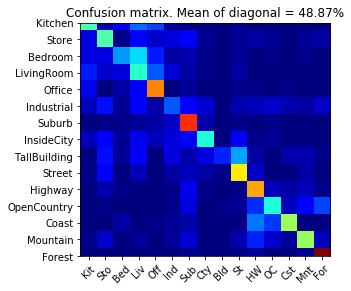 Confusion matrix. Mean of diagonal = 48.87%
Kitchen
Store
Bedroom
LivingRoom
Office
Industrial
Suburb
InsideCity
TallBuilding
Street
Highway
OpenCountry
Coast
Mountain
Forest
Kit Sto Bed Liv Off Ind Sub Cty Bld St HW OC Cst Mnt For